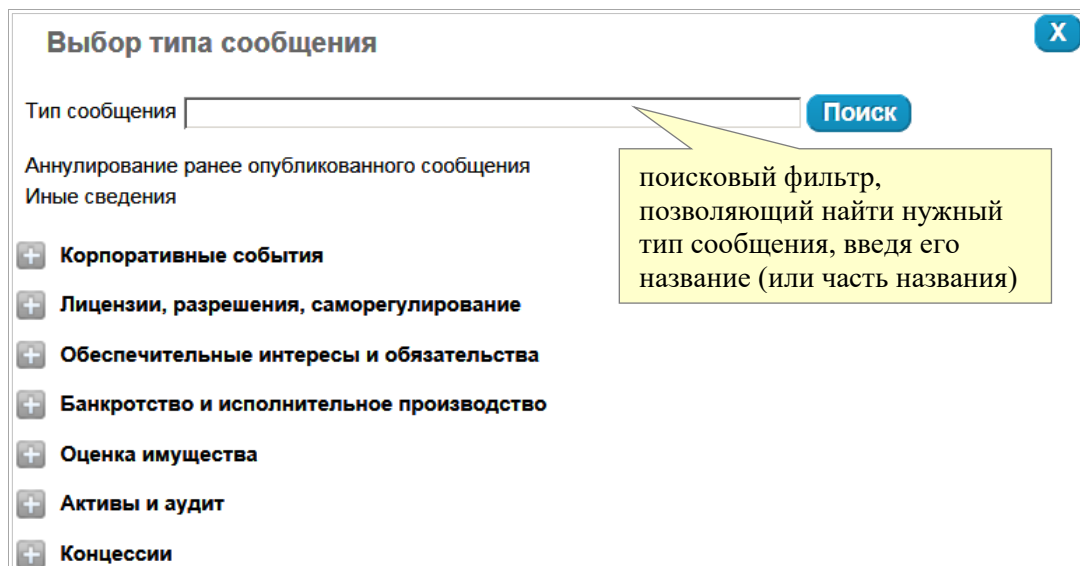 Выбор типа сообщения
X
Тип сообщения
Поиск
Аннулирование ранее опубликованного сообщения
Иные сведения
поисковый фильтр,
позволяющий найти нужный
тип сообщения, введя его
название (или часть названия)
Корпоративные события
Лицензии, разрешения, саморегулирование
Обеспечительные интересы и обязательства
Банкротство и исполнительное производство
Оценка имущества
Активы и аудит
Концессии